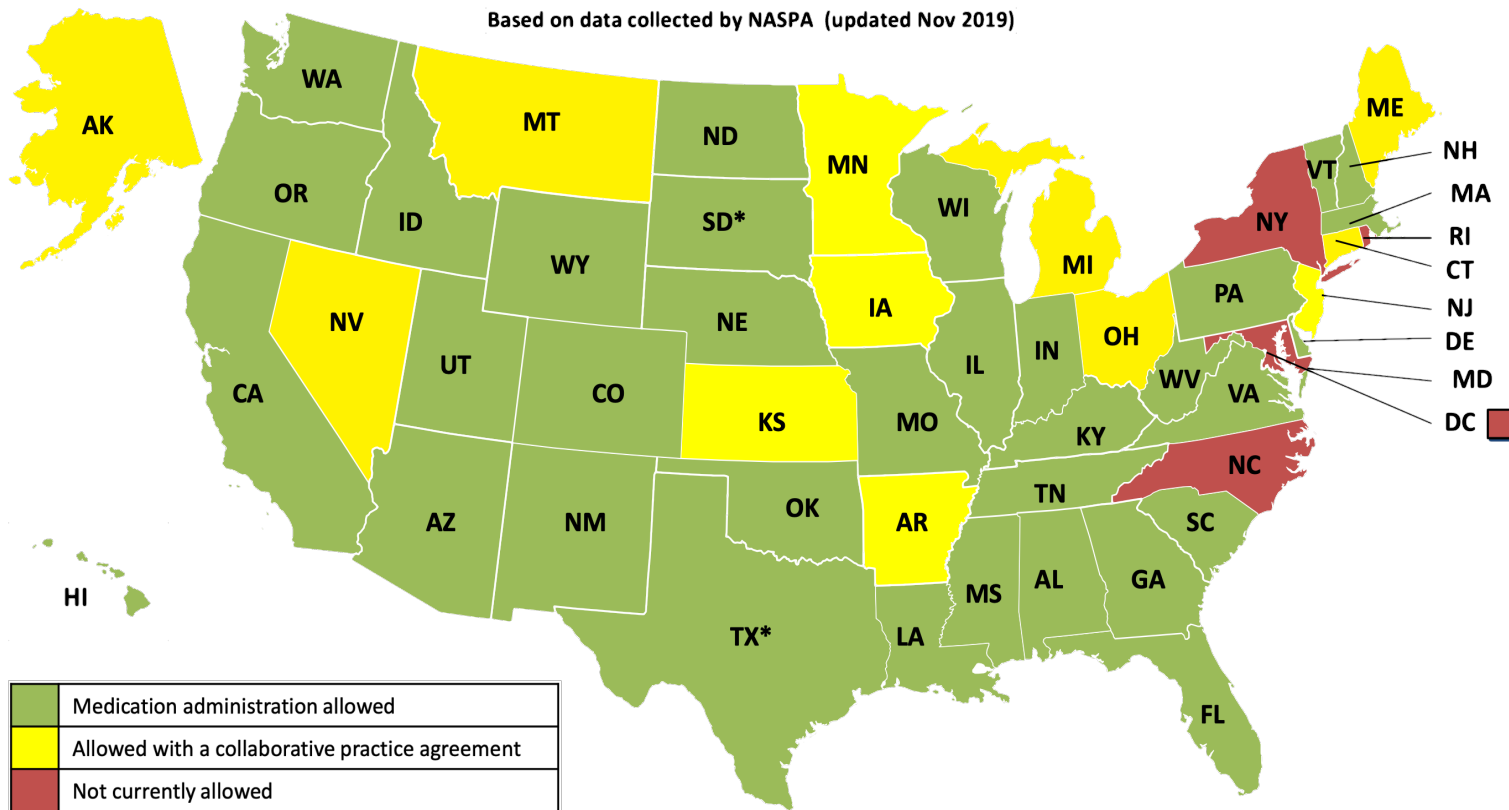 Based on data collected by NASPA (updated Nov 2019)
AK
WA
MT
ND
MN
ME
OR
ID
SD*
WI
VT
NH
MA
NY
RI
CT
WY
MI
NV
NE
IA
PA
NJ
UT
CO
IL
IN
OH
DE
MD
CA
KS
MO
WV
VA
DC
KY
NC
AZ
NM
OK
AR
TN
SC
HI
TX*
LA
MS
AL
GA
FL
Medication administration allowed
Allowed with a collaborative practice agreement
Not currently allowed